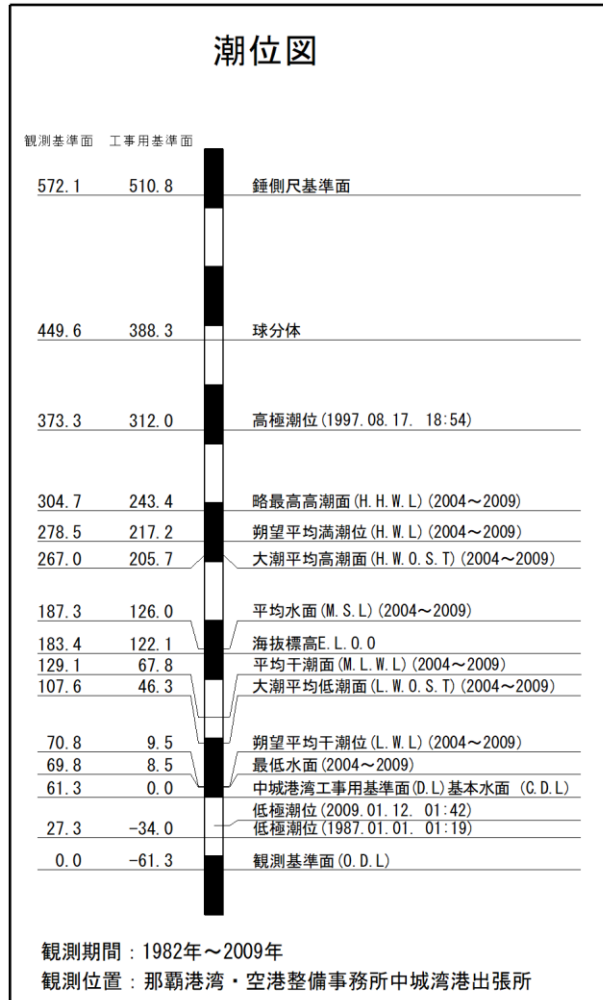 潮位図
観測基準面 工事用基準面
572.1 510.8 錘側尺基準面
449.6 388.3 球分体
373.3 312.0 高極潮位(1997.08.17. 18:54)
304.7 243.4 略最高高潮面(H.H.W.L)(2004～2009)
278.5 217.2 朔望平均満潮位(H.W.L)(2004～2009)
267.0 205.7 大潮平均高潮面(H.W.O.S.T)(2004～2009)
187.3 126.0 平均水面(M.S.L)(2004～2009)
183.4 122.1 海抜標高E.L.0.0
129.1 67.8 平均干潮面(M.L.W.L)(2004～2009)
107.6 46.3 大潮平均低潮面(L.W.O.S.T)(2004～2009)
70.8 9.5 朔望平均干潮位(L.W.L)(2004～2009)
69.8 8.5 最低水面(2004～2009)
61.3 0.0 中城港湾工事用基準面(D.L)基本水面 (C.D.L)
低極潮位(2009.01.12. 01:42)
27.3 -34.0 低極潮位(1987.01.01. 01:19)
0.0 -61.3 観測基準面(O.D.L)
観測期間：1982年～2009年
観測位置：那覇港湾・空港整備事務所中城湾港出張所